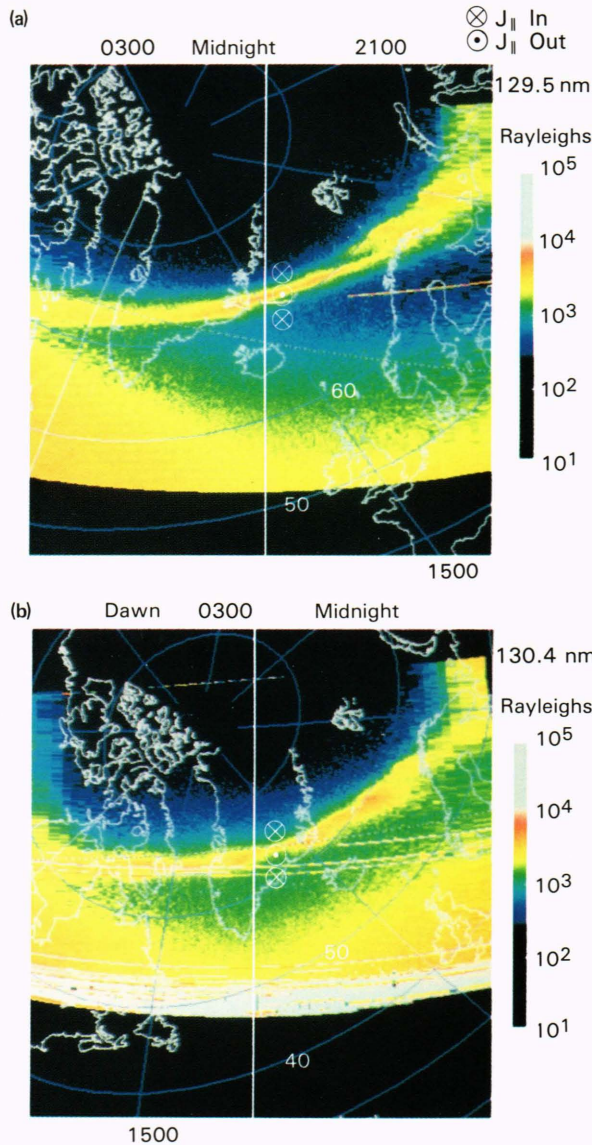 (a)
⊗ J∥ In
⊙ J∥ Out
0300 Midnight 2100
129.5 nm
Rayleighs
10⁵
10⁴
10³
10²
10¹
60
50
1500
(b) Dawn 0300 Midnight
130.4 nm
Rayleighs
10⁵
10⁴
10³
10²
10¹
50
40
1500